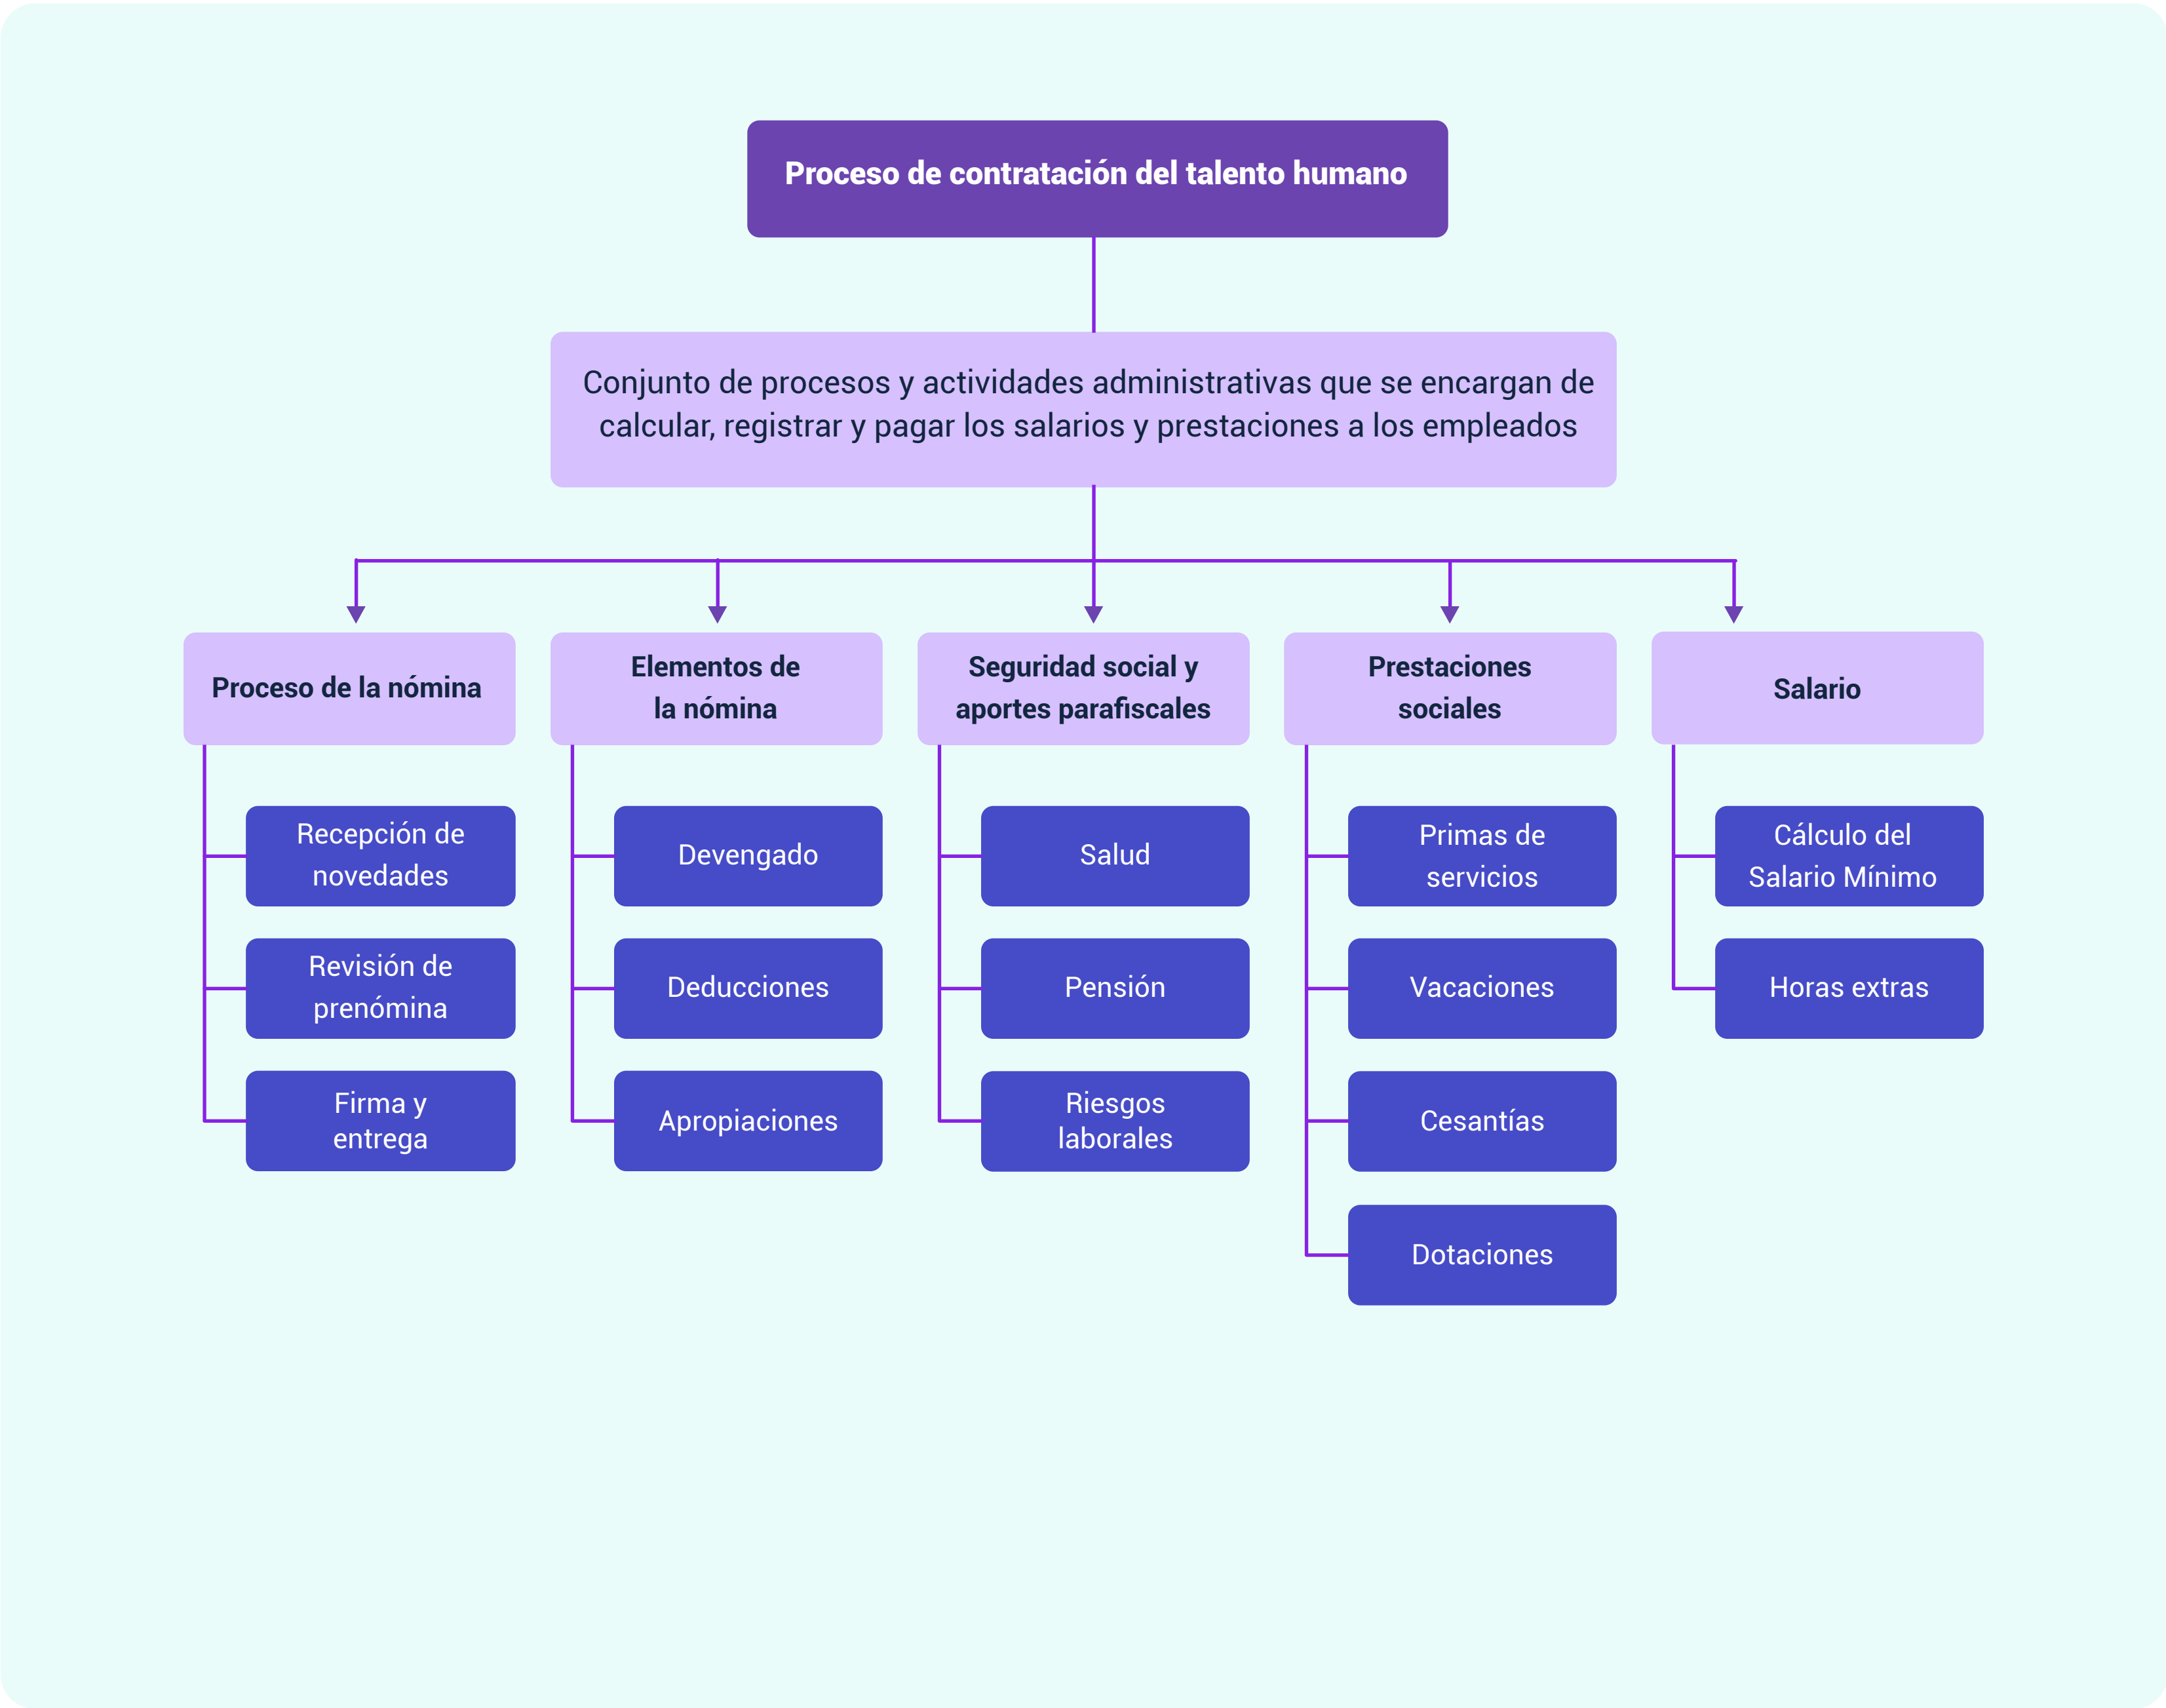 Proceso de contratación del talento humano
Conjunto de procesos y actividades administrativas que se encargan de
calcular, registrar y pagar los salarios y prestaciones a los empleados
Proceso de la nómina
Recepción de
novedades
Revisión de
prenómina
Firma y
entrega
Elementos de
la nómina
Devengado
Deducciones
Apropiaciones
Seguridad social y
aportes parafiscales
Salud
Pensión
Riesgos
laborales
Prestaciones
sociales
Primas de
servicios
Vacaciones
Cesantías
Dotaciones
Salario
Cálculo del
Salario Mínimo
Horas extras